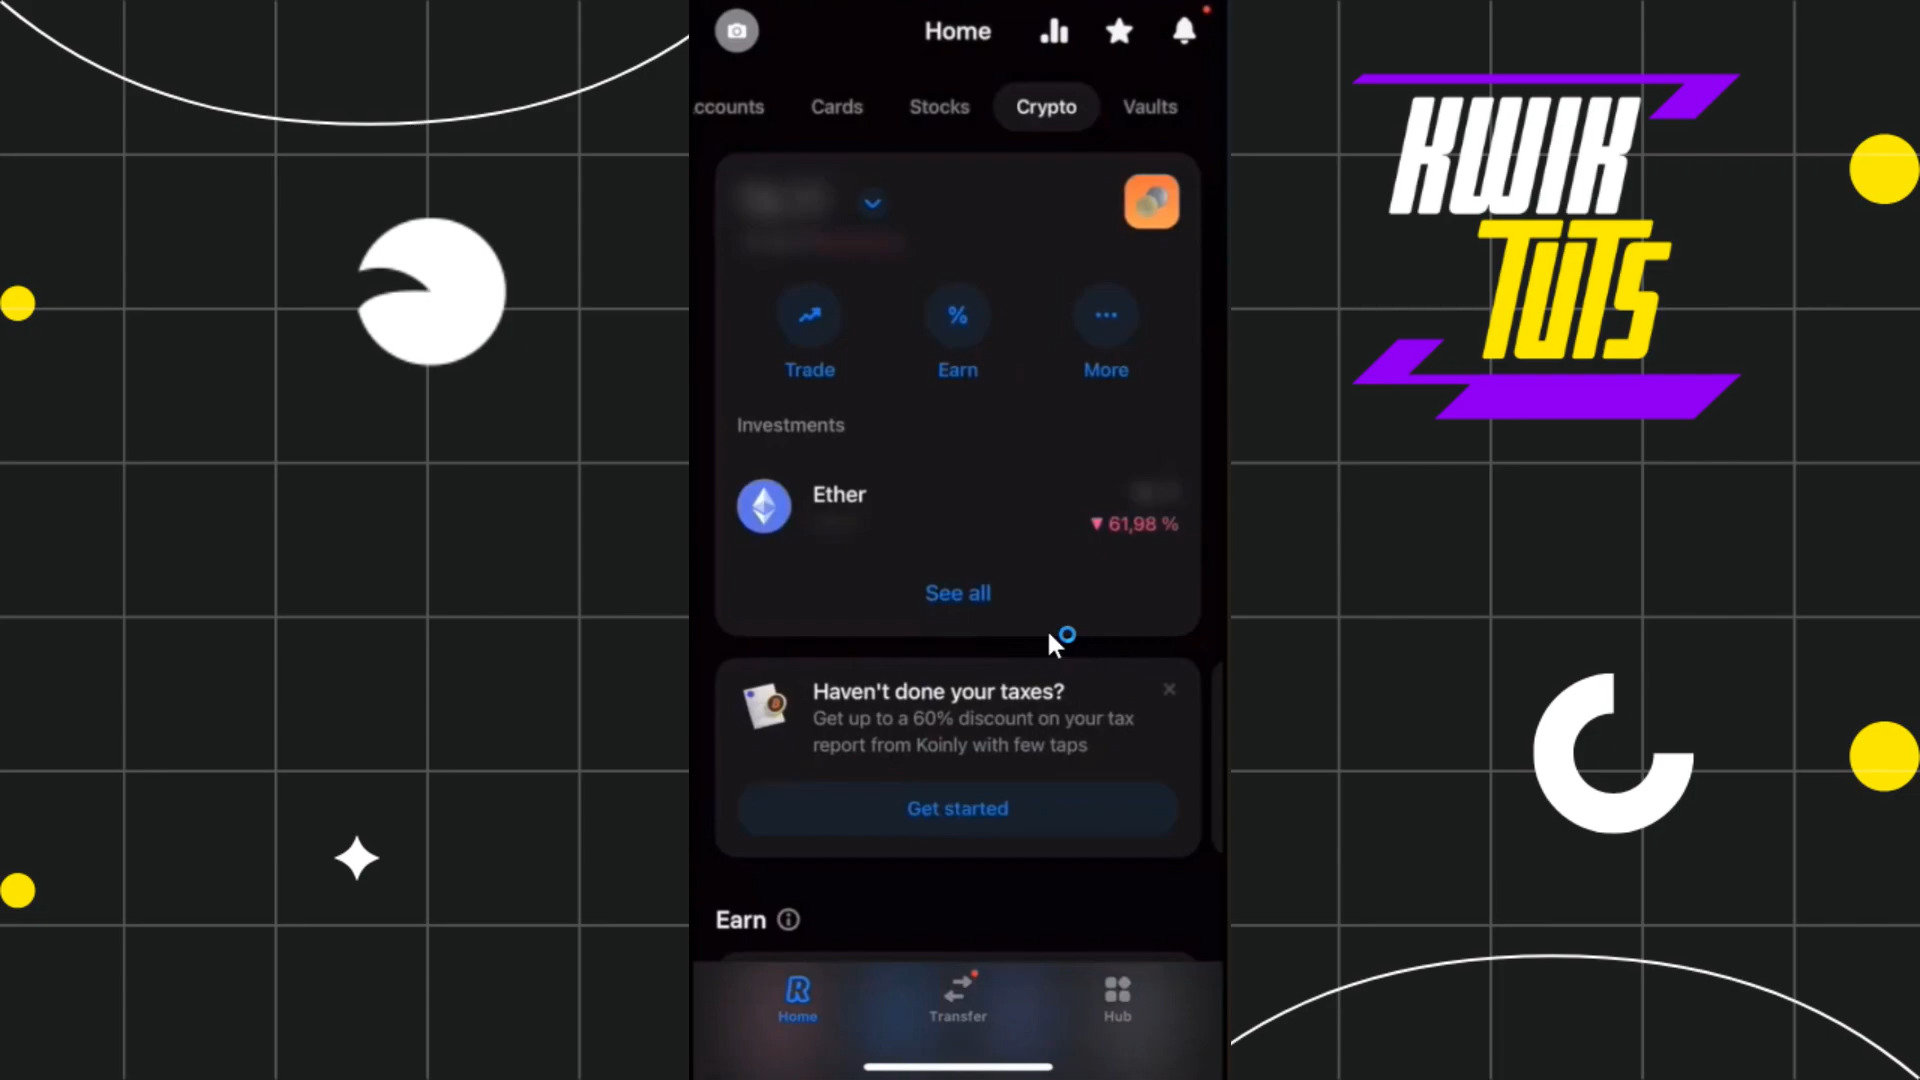 Home
ccounts
Cards
Stocks
Crypto
Vaults
KWIK
TUTS
%
Trade
Earn
More
Investments
Ether
▼ 61,98 %
See all
Haven't done your taxes?
Get up to a 60% discount on your tax
report from Koinly with few taps
Get started
Earn
R
Home
Transfer
Hub